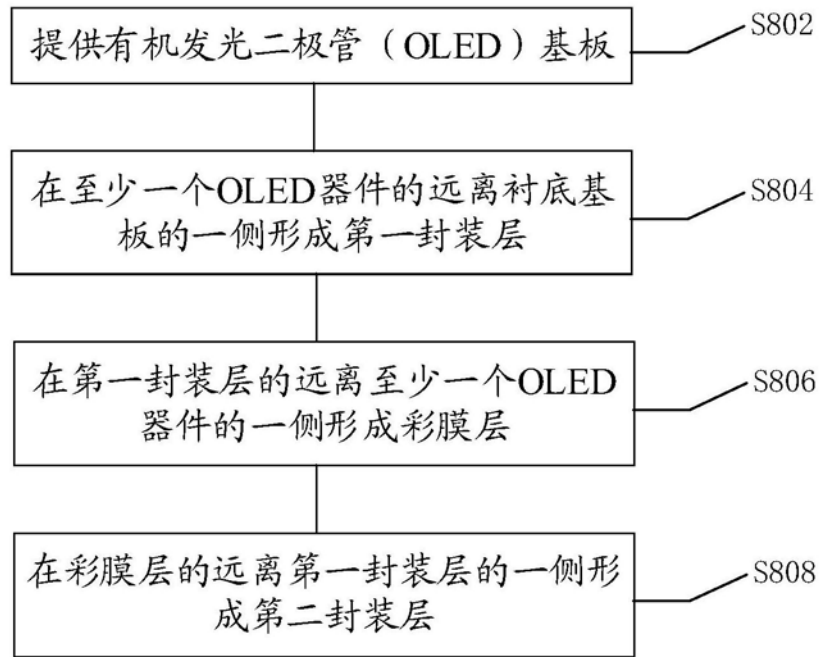 提供有机发光二极管（OLED）基板
S802
在至少一个OLED器件的远离衬底基
板的一侧形成第一封装层
S804
在第一封装层的远离至少一个OLED
器件的一侧形成彩膜层
S806
在彩膜层的远离第一封装层的一侧形
成第二封装层
S808